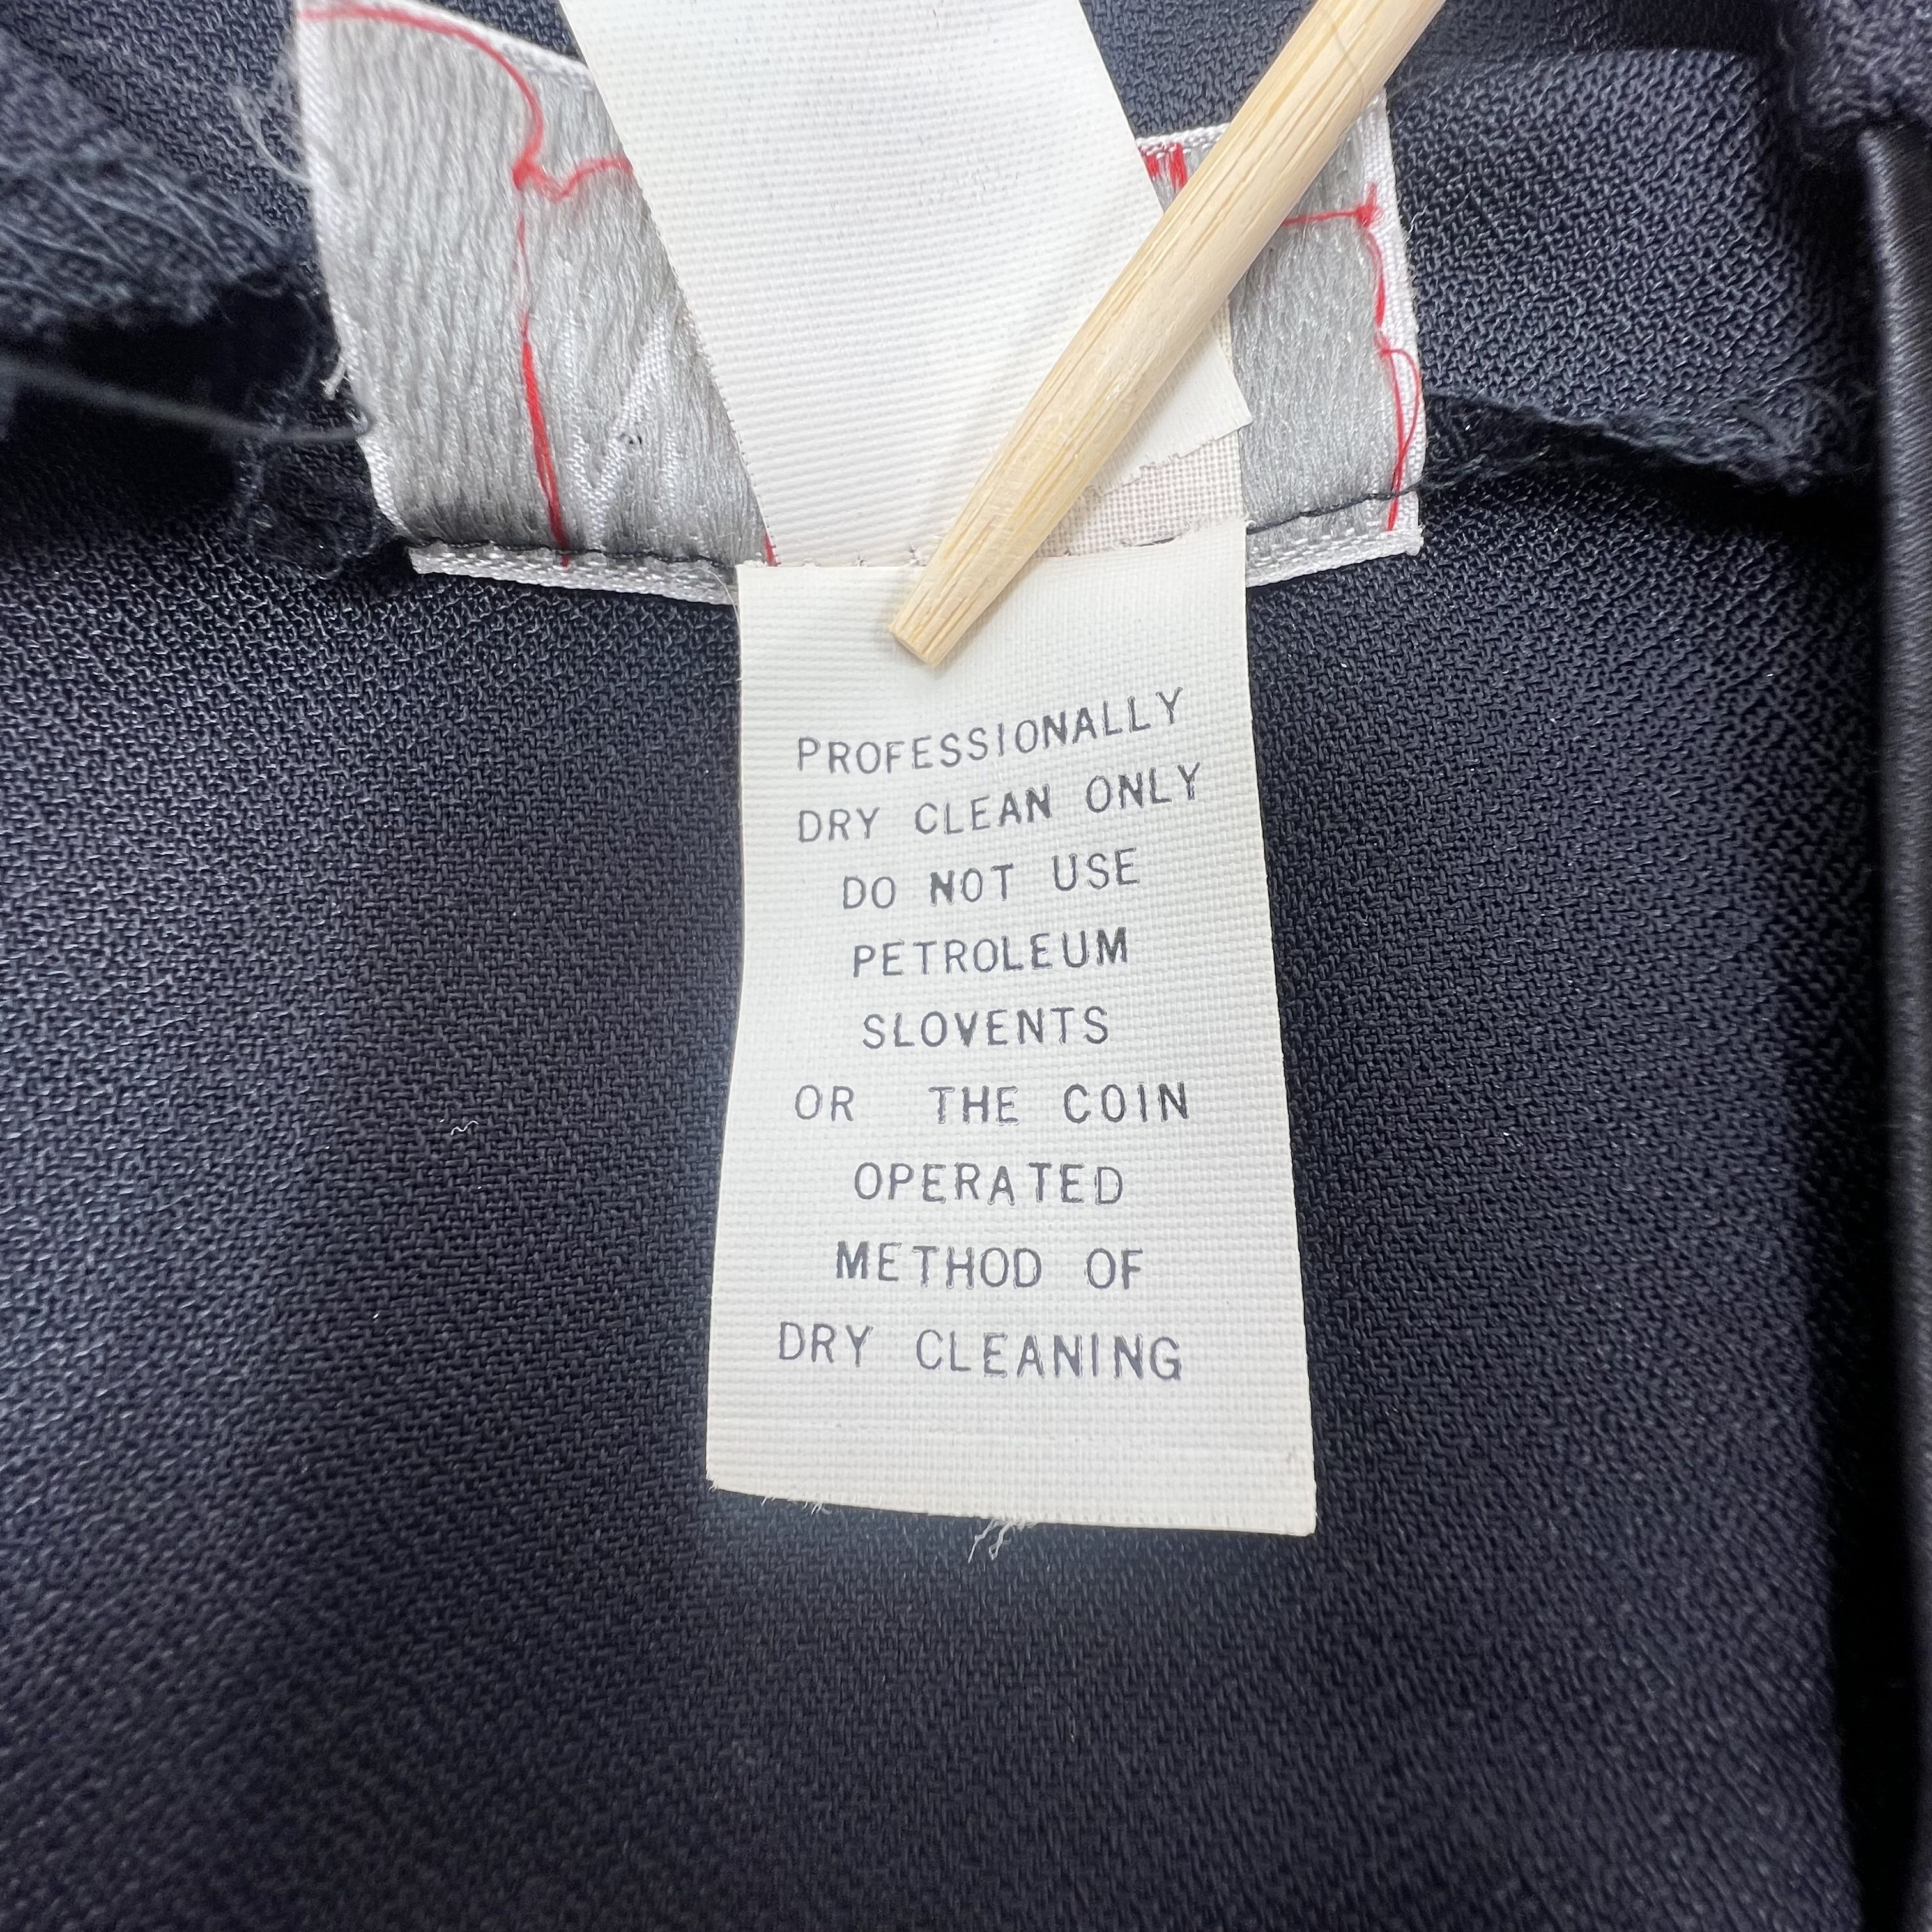 PROFESSIONALLY
DRY CLEAN ONLY
DO NOT USE
PETROLEUM
SLOVENTS
OR THE COIN
OPERATED
METHOD OF
DRY CLEANING